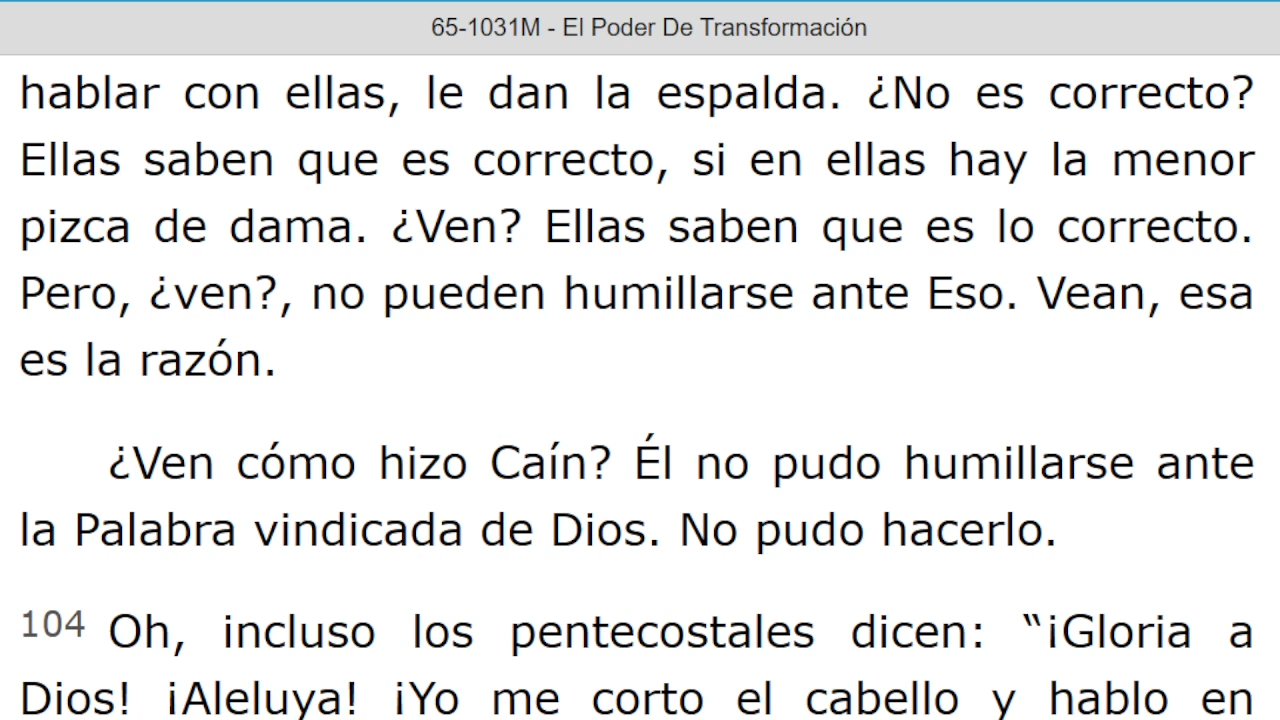 65-1031M - El Poder De Transformación
hablar con ellas, le dan la espalda. ¿No es correcto?
Ellas saben que es correcto, si en ellas hay la menor
pizca de dama. ¿Ven? Ellas saben que es lo correcto.
Pero, ¿ven?, no pueden humillarse ante Eso. Vean, esa
es la razón.
¿Ven cómo hizo Caín? Él no pudo humillarse ante
la Palabra vindicada de Dios. No pudo hacerlo.
104 Oh, incluso los pentecostales dicen: “¡Gloria a
Dios! ¡Aleluya! ¡Yo me corto el cabello y hablo en